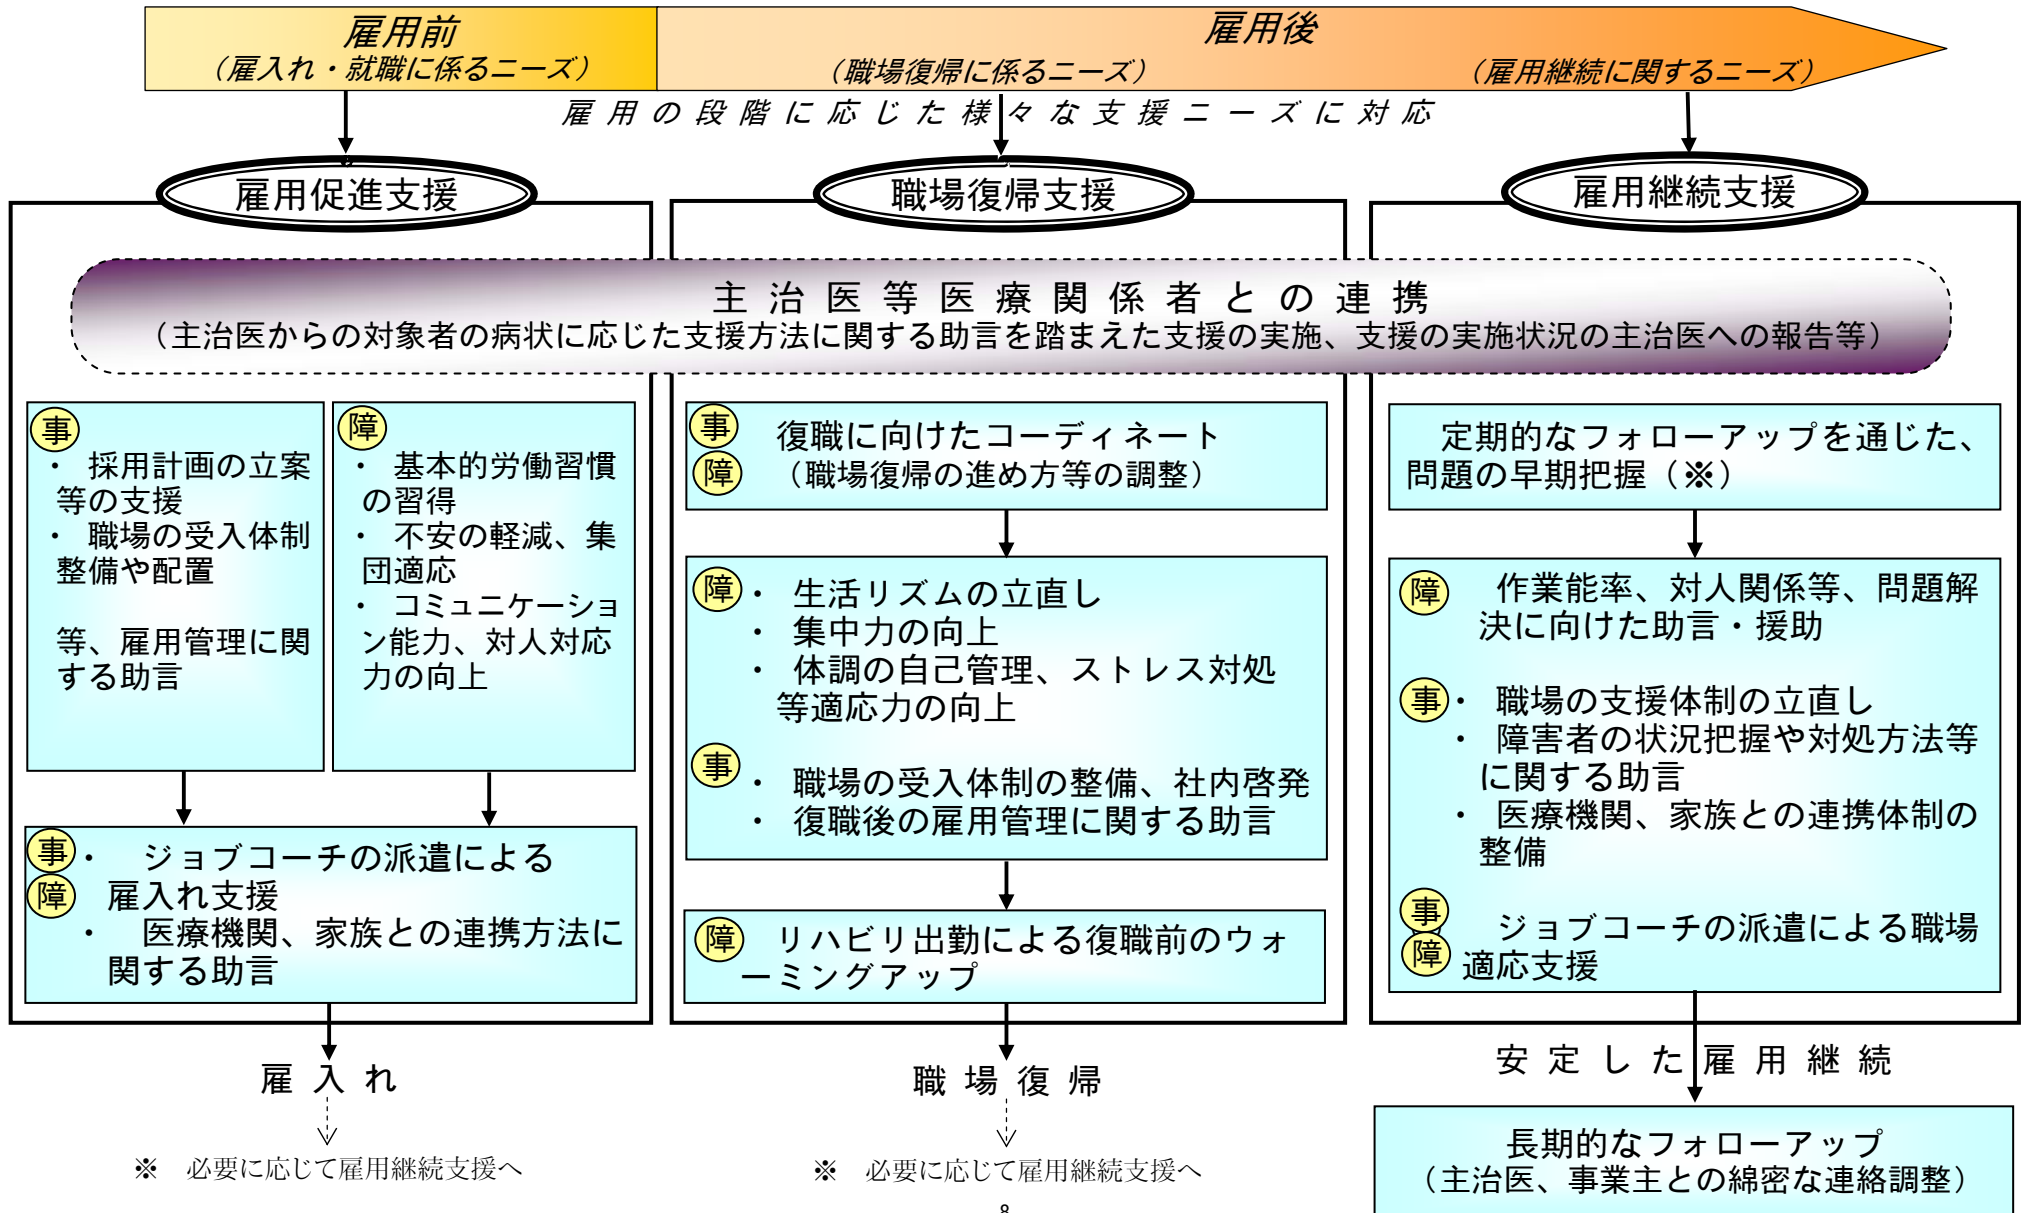 雇用前
（雇入れ・就職に係るニーズ）
雇用後
（職場復帰に係るニーズ）
（雇用継続に関するニーズ）
雇用の段階に応じた様々な支援ニーズに対応
雇用促進支援
職場復帰支援
雇用継続支援
主治医等医療関係者との連携
（主治医からの対象者の病状に応じた支援方法に関する助言を踏まえた支援の実施、支援の実施状況の主治医への報告等）
事
・ 採用計画の立案
等の支援
・ 職場の受入体制
整備や配置
等、雇用管理に関
する助言
障
・ 基本的労働習慣
の習得
・ 不安の軽減、集
団適応
・ コミュニケーショ
ン能力、対人対応
力の向上
事
障
・ ジョブコーチの派遣による
雇入れ支援
・ 医療機関、家族との連携方法に
関する助言
雇入れ
※ 必要に応じて雇用継続支援へ
事
障
復職に向けたコーディネート
（職場復帰の進め方等の調整）
障
・ 生活リズムの立直し
・ 集中力の向上
・ 体調の自己管理、ストレス対処
等適応力の向上
事
・ 職場の受入体制の整備、社内啓発
・ 復職後の雇用管理に関する助言
障
リハビリ出勤による復職前のウォ
ーミングアップ
職場復帰
※ 必要に応じて雇用継続支援へ
定期的なフォローアップを通じた、
問題の早期把握（※）
障
作業能率、対人関係等、問題解
決に向けた助言・援助
事
・ 職場の支援体制の立直し
・ 障害者の状況把握や対処方法等
に関する助言
・ 医療機関、家族との連携体制の
整備
事
障
ジョブコーチの派遣による職場
適応支援
安定した雇用継続
長期的なフォローアップ
（主治医、事業主との綿密な連絡調整）
8